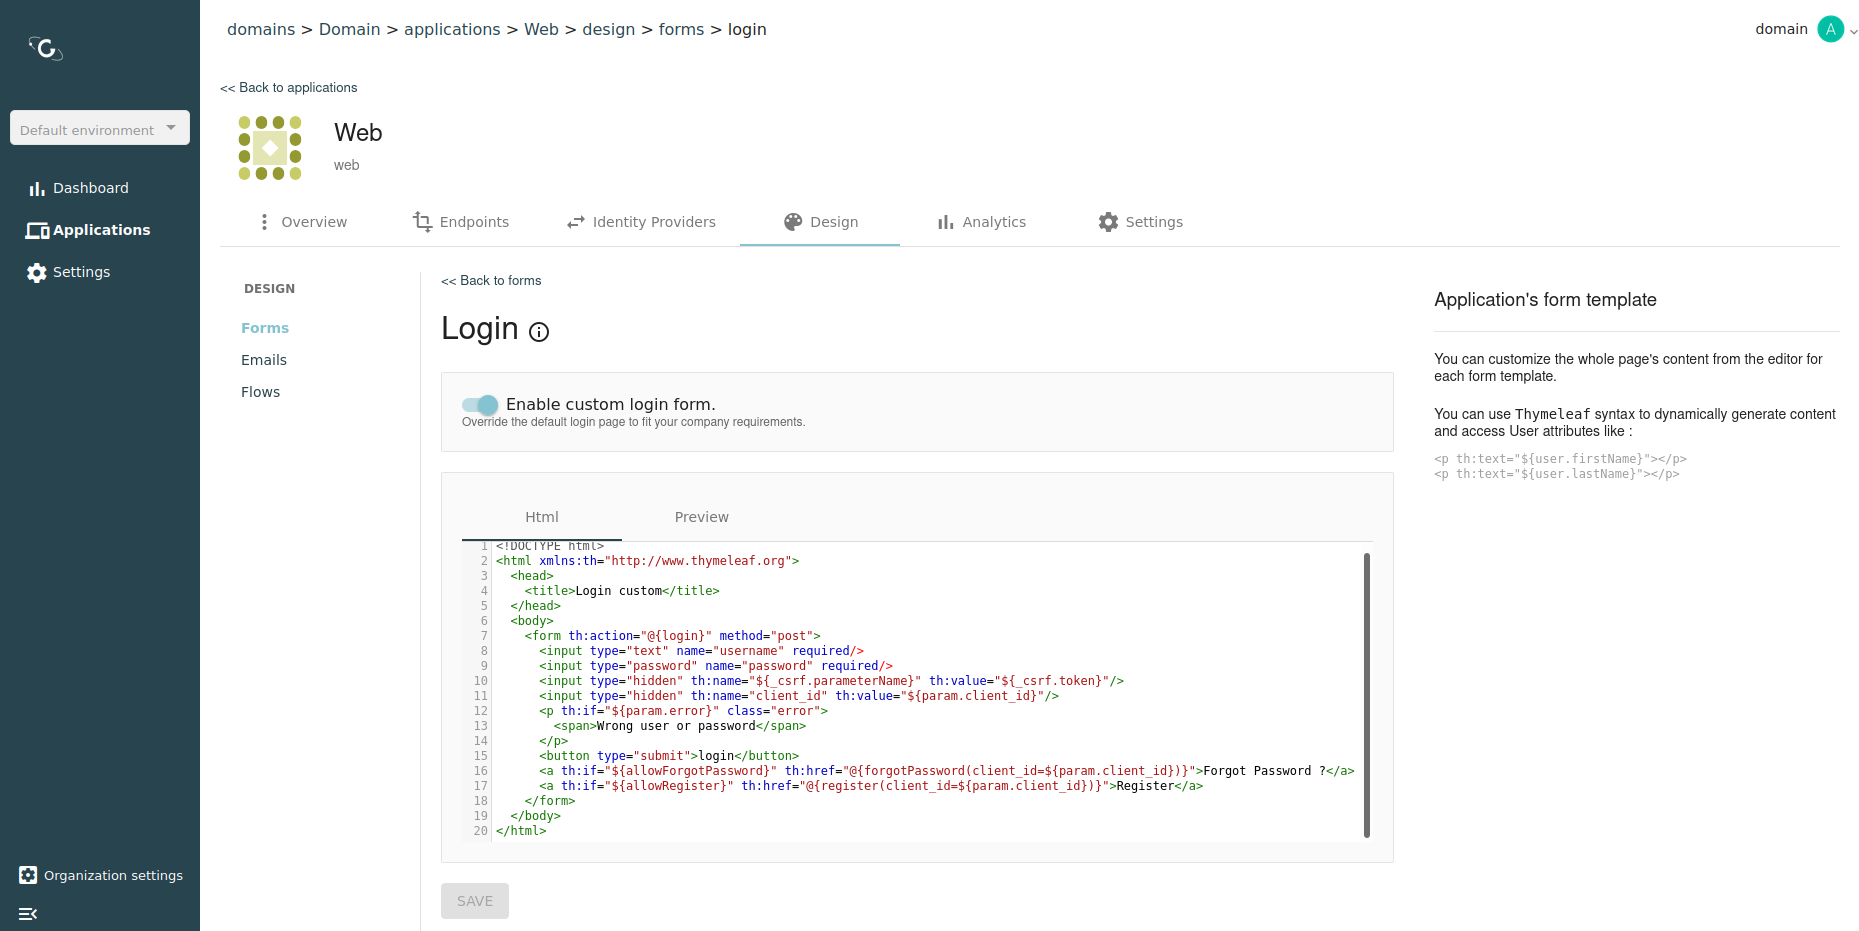 domains > Domain > applications > Web > design > forms > login
domain A
Default environment
Dashboard
Applications
Settings
Organization settings
<< Back to applications
Web
web
Overview
Endpoints
Identity Providers
Design
Analytics
Settings
DESIGN
Forms
Emails
Flows
<< Back to forms
Login
Enable custom login form.
Override the default login page to fit your company requirements.
Html
Preview
1 <!DOCTYPE html>
2 <html xmlns:th="http://www.thymeleaf.org">
3 <head>
4 <title>Login custom</title>
5 </head>
6 <body>
7 <form th:action="@{login}" method="post">
8 <input type="text" name="username" required/>
9 <input type="password" name="password" required/>
10 <input type="hidden" th:name="${_csrf.parameterName}" th:value="${_csrf.token}"/>
11 <input type="hidden" th:name="client_id" th:value="${param.client_id}"/>
12 <p th:if="${param.error}" class="error">
13 <span>Wrong user or password</span>
14 </p>
15 <button type="submit">login</button>
16 <a th:if="${allowForgotPassword}" th:href="@{forgotPassword(client_id=${param.client_id})}">Forgot Password ?</a>
17 <a th:if="${allowRegister}" th:href="@{register(client_id=${param.client_id})}">Register</a>
18 </form>
19 </body>
20 </html>
SAVE
Application's form template
You can customize the whole page's content from the editor for
each form template.
You can use Thymeleaf syntax to dynamically generate content
and access User attributes like :
<p th:text="${user.firstName}"></p>
<p th:text="${user.lastName}"></p>